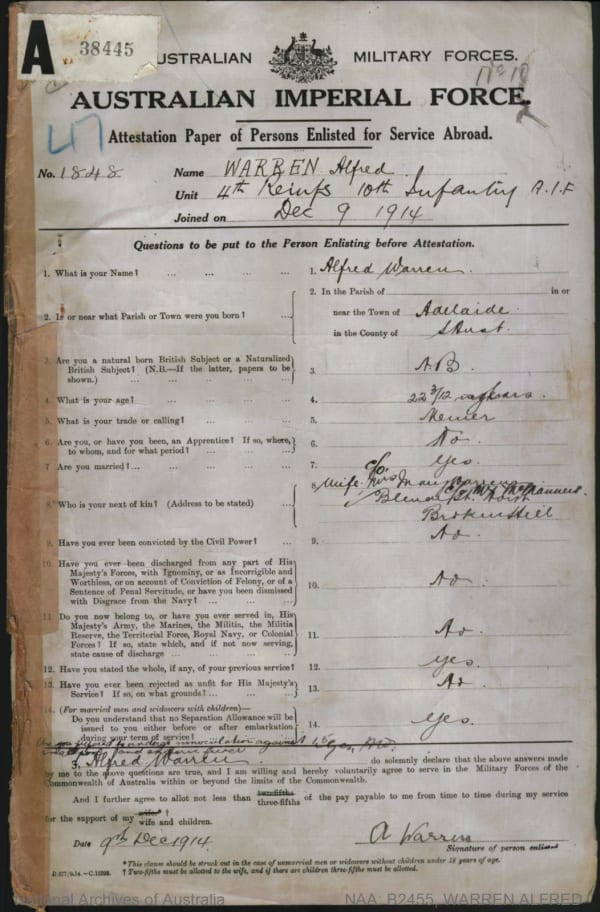 A 38445
AUSTRALIAN MILITARY FORCES.
AUSTRALIAN IMPERIAL FORCE.
47
Attestation Paper of Persons Enlisted for Service Abroad.
No. 1848. Name WARREN Alfred
Unit 4th Reinfs 10th Infantry A.I.F
Joined on Dec 9 1914
Questions to be put to the Person Enlisting before Attestation.
1. What is your Name? ... ... ... ... 1. Alfred Warren
2. In the Parish of in or
2. In or near what Parish or Town were you born? ... near the Town of Adelaide
in the County of S Aust.
3. Are you a natural born British Subject or a Naturalized
British Subject? (N.B.—If the latter, papers to be 3. N.B.
shown.) ... ... ... ...
4. What is your age? ... ... ... ... 4. 22 3/12 years
5. What is your trade or calling? ... ... ... 5. Miner
6. Are you, or have you been, an Apprentice? If so, where,
to whom, and for what period? ... ... ... 6. No
7. Are you married? ... ... ... ... 7. Yes.
8. Wife. Mrs May Warren
8. Who is your next of kin? (Address to be stated) ... c/o Mrs
Broken Hill
9. Have you ever been convicted by the Civil Power? ... 9. No.
10. Have you ever been discharged from any part of His
Majesty's Forces, with Ignominy, or as Incorrigible and
Worthless, or on account of Conviction of Felony, or of a 10. No
Sentence of Penal Servitude, or have you been dismissed
with Disgrace from the Navy? ... ... ...
11. Do you now belong to, or have you ever served in, His
Majesty's Army, the Marines, the Militia, the Militia
Reserve, the Territorial Force, Royal Navy, or Colonial 11. No.
Forces? If so, state which, and if not now serving,
state cause of discharge ... ... ... ...
12. Have you stated the whole, if any, of your previous service? 12. yes.
13. Have you ever been rejected as unfit for His Majesty's
Service? If so, on what grounds? ... ... ... 13. No
14. (For married men and widowers with children)—
Do you understand that no Separation Allowance will be 14. Yes.
issued to you either before or after embarkation
during your term of service? ... ... ...
Are you prepared to undergo innoculation against 15 Yes,
I, Alfred Warren do solemnly declare that the above answers made
by me to the above questions are true, and I am willing and hereby voluntarily agree to serve in the Military Forces of the
Commonwealth of Australia within or beyond the limits of the Commonwealth.
And I further agree to allot not less than two-fifths three-fifths of the pay payable to me from time to time during my service
for the support of my wife† wife and children.
Date 9th Dec 1914. A Warren
Signature of person enlisted
* This clause should be struck out in the case of unmarried men or widowers without children under 18 years of age.
† Two-fifths must be allotted to the wife, and if there are children three-fifths must be allotted.
National Archives of Australia NAA: B2455, WARREN ALFRED